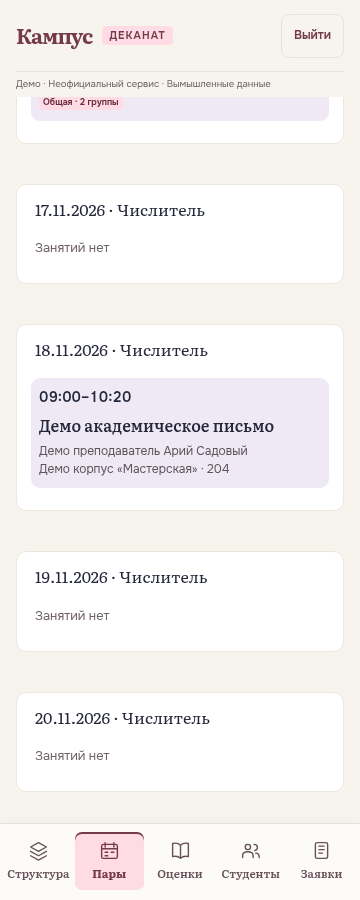 Кампус ДЕКАНАТ Выйти
Демо · Неофициальный сервис · Вымышленные данные
Общая · 2 группы
17.11.2026 · Числитель
Занятий нет
18.11.2026 · Числитель
09:00–10:20
Демо академическое письмо
Демо преподаватель Арий Садовый
Демо корпус «Мастерская» · 204
19.11.2026 · Числитель
Занятий нет
20.11.2026 · Числитель
Занятий нет
Структура Пары Оценки Студенты Заявки